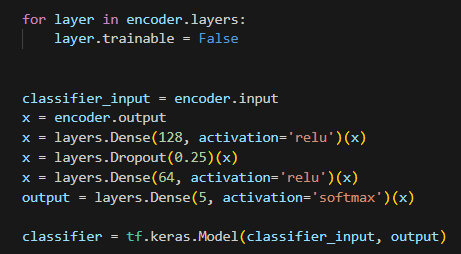 for layer in encoder.layers:
    layer.trainable = False
classifier_input = encoder.input
x = encoder.output
x = layers.Dense(128, activation='relu')(x)
x = layers.Dropout(0.25)(x)
x = layers.Dense(64, activation='relu')(x)
output = layers.Dense(5, activation='softmax')(x)
classifier = tf.keras.Model(classifier_input, output)